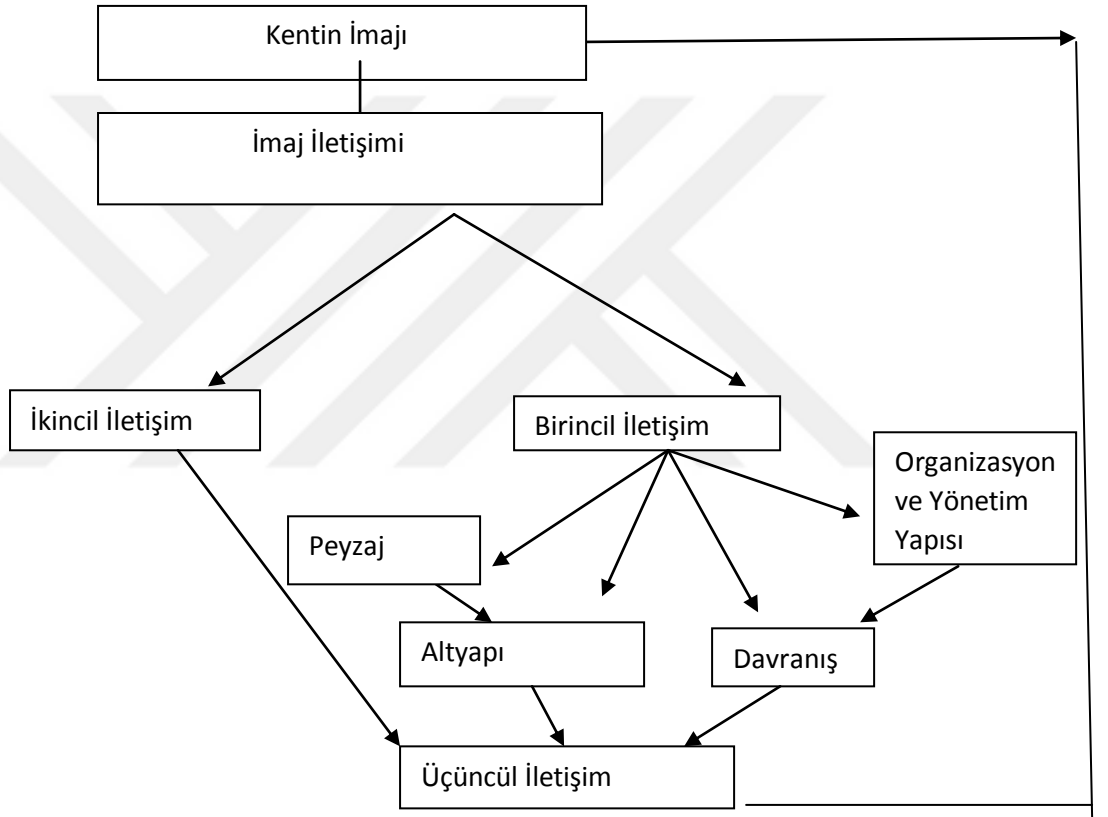 Kentin İmajı
İmaj İletişimi
İkincil İletişim
Birincil İletişim
Organizasyon
ve Yönetim
Yapısı
Peyzaj
Altyapı
Davranış
Üçüncül İletişim